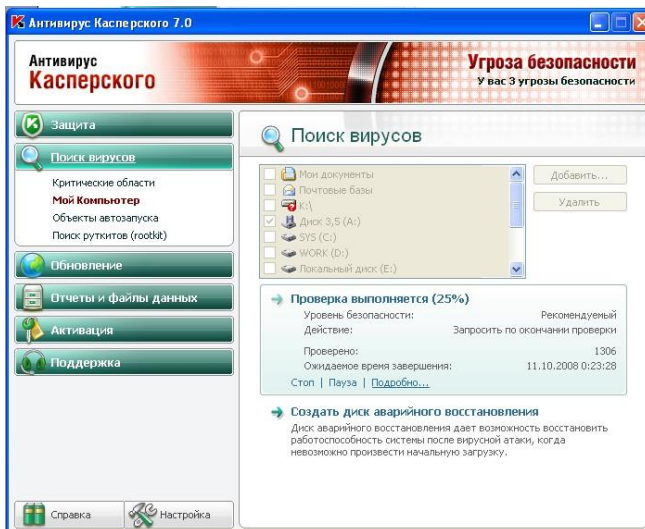 Антивирус Касперского 7.0
Антивирус
Касперского
Угроза безопасности
У вас 3 угрозы безопасности
Защита
Поиск вирусов
Критические области
Мой Компьютер
Объекты автозапуска
Поиск руткитов (rootkit)
Обновление
Отчеты и файлы данных
Активация
Поддержка
Справка
Настройка
Поиск вирусов
Мои документы
Почтовые базы
K:\
Диск 3,5 (A:)
SYS (C:)
WORK (D:)
Локальный диск (E:)
Добавить...
Удалить
Проверка выполняется (25%)
Уровень безопасности: Рекомендуемый
Действие: Запросить по окончании проверки
Проверено: 1306
Ожидаемое время завершения: 11.10.2008 0:23:28
Стоп | Пауза | Подробно...
Создать диск аварийного восстановления
Диск аварийного восстановления дает возможность восстановить
работоспособность системы после вирусной атаки, когда
невозможно произвести начальную загрузку.